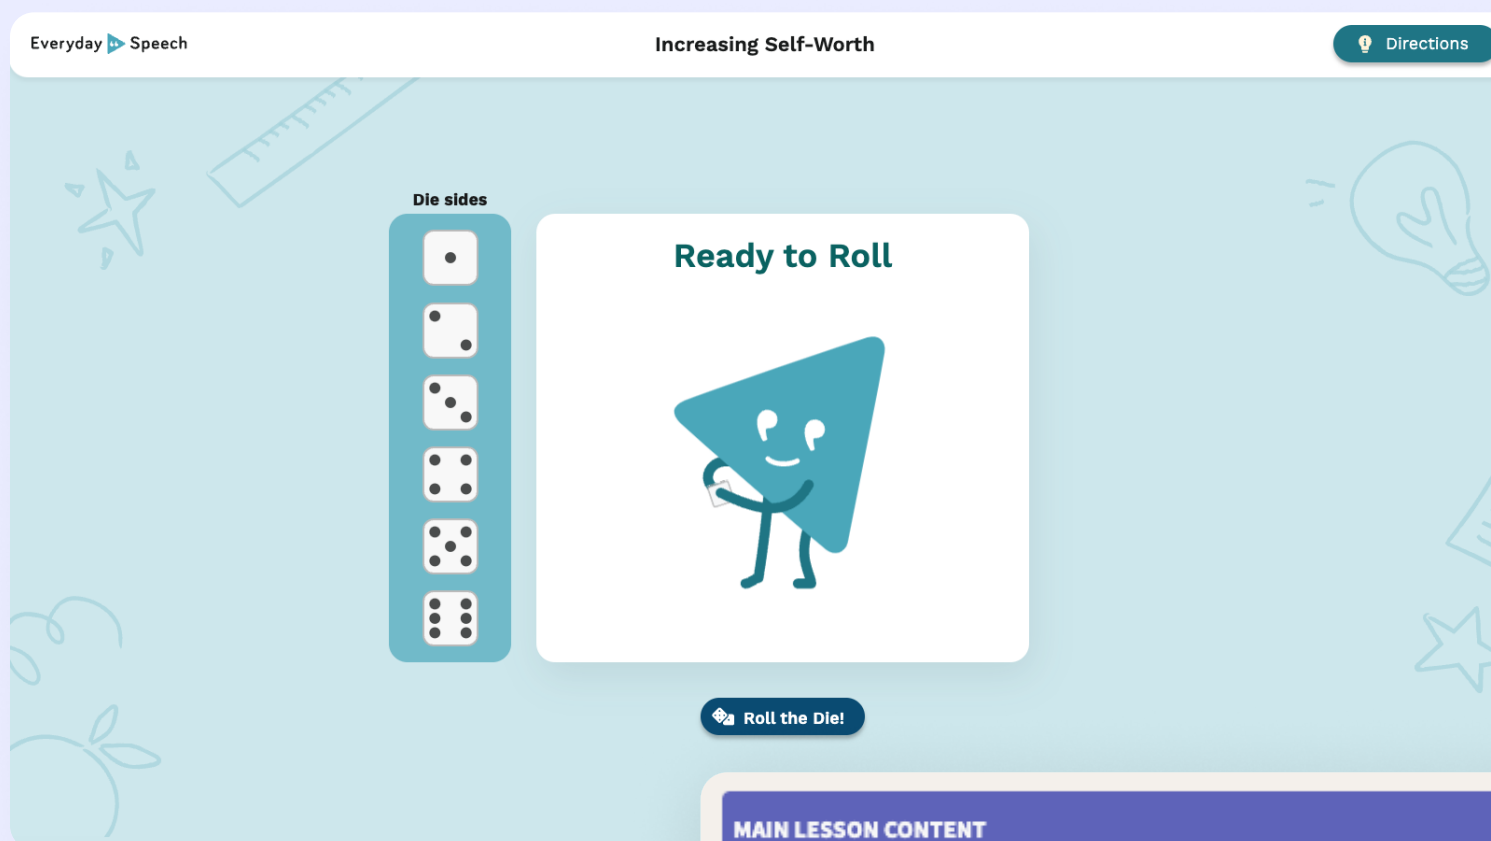 Everyday Speech
Increasing Self-Worth
Directions
Die sides
Ready to Roll
Roll the Die!
MAIN LESSON CONTENT